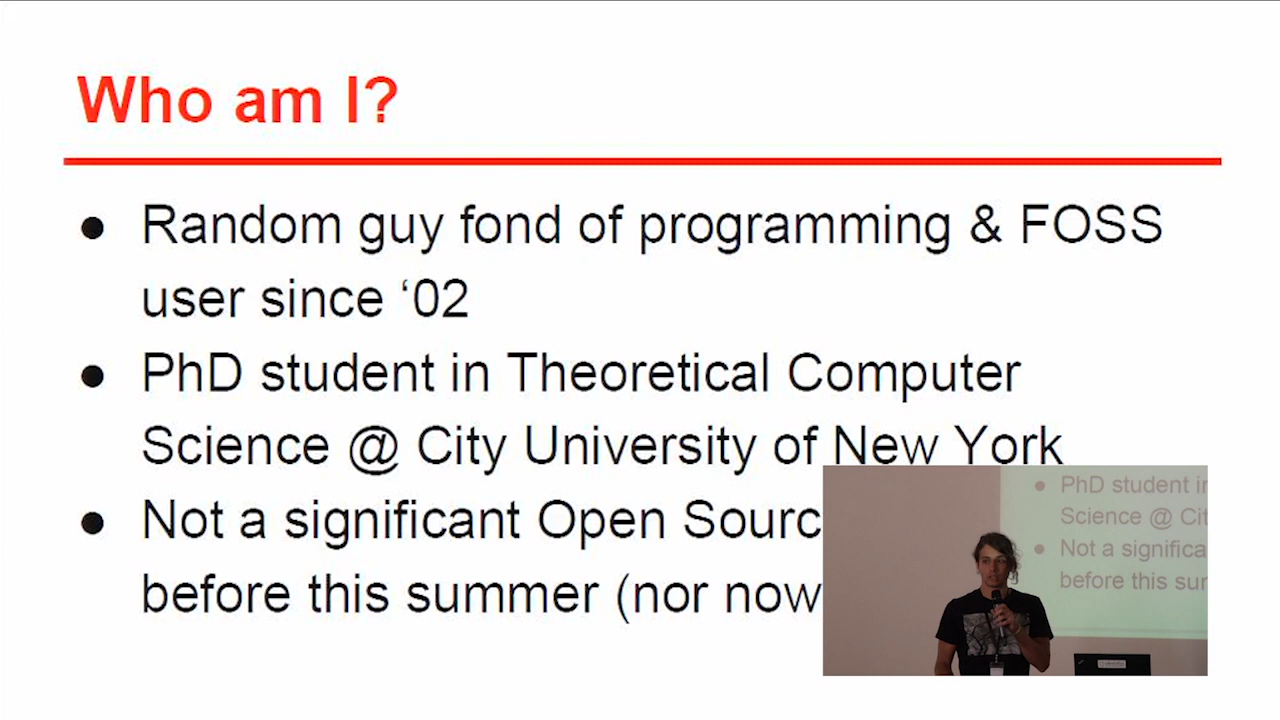 Who am I?
● Random guy fond of programming & FOSS
user since ‘02
● PhD student in Theoretical Computer
Science @ City University of New York
● Not a significant Open Sourc
before this summer (nor now
● PhD student in
Science @ Cit
● Not a significa
before this sum